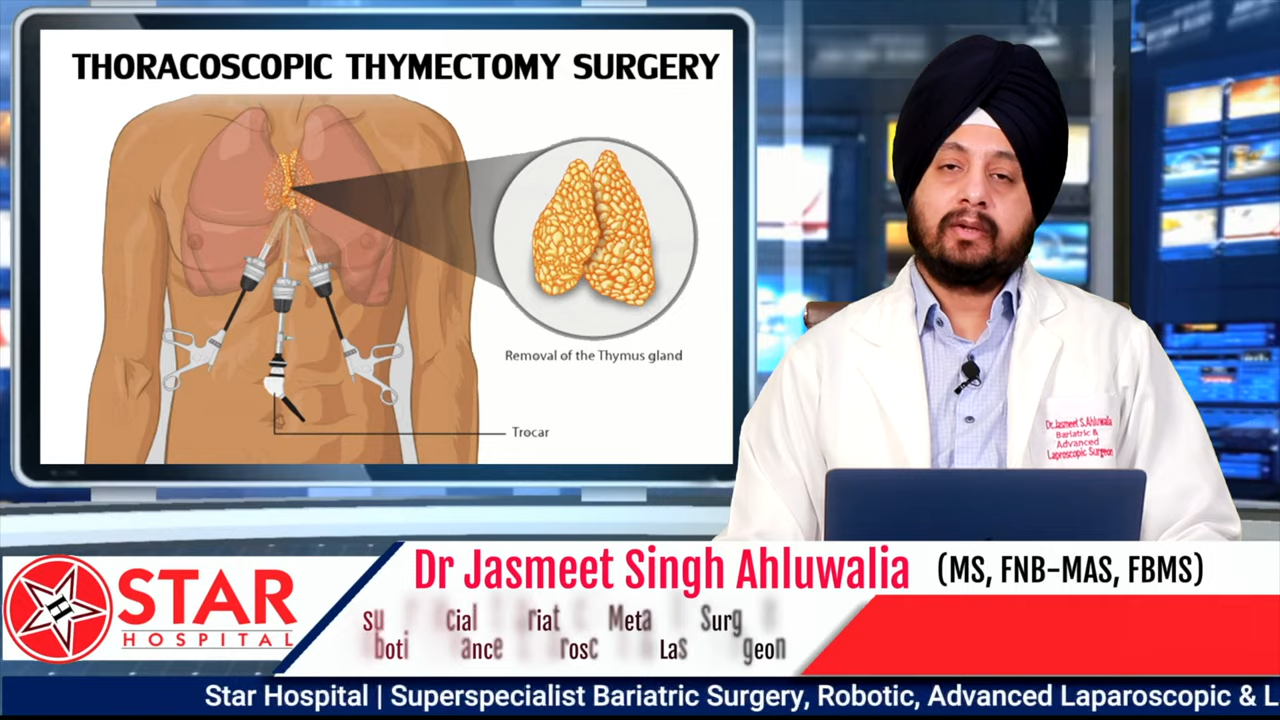 THORACOSCOPIC THYMECTOMY SURGERY
Removal of the Thymus gland
Trocar
Dr. Jasmeet S. Ahluwalia
Bariatric &
Advanced
Laproscopic Surgeon
H
STAR
HOSPITAL
Dr Jasmeet Singh Ahluwalia (MS, FNB-MAS, FBMS)
Star Hospital | Superspecialist Bariatric Surgery, Robotic, Advanced Laparoscopic & L